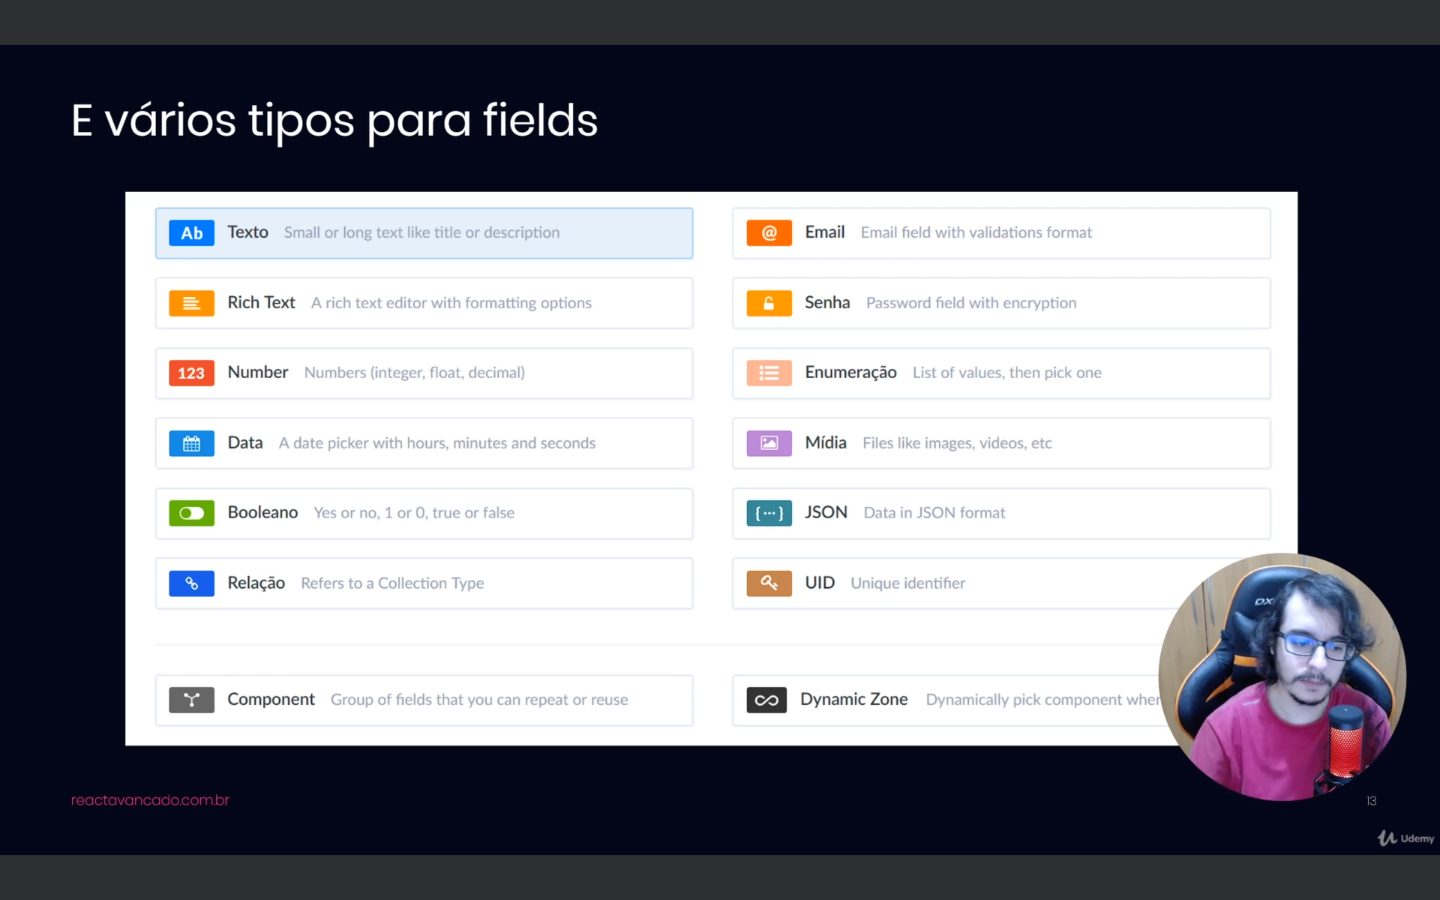 E vários tipos para fields
Ab Texto Small or long text like title or description
@ Email Email field with validations format
Rich Text A rich text editor with formatting options
Senha Password field with encryption
123 Number Numbers (integer, float, decimal)
Enumeração List of values, then pick one
Data A date picker with hours, minutes and seconds
Mídia Files like images, videos, etc
Booleano Yes or no, 1 or 0, true or false
{···} JSON Data in JSON format
Relação Refers to a Collection Type
UID Unique identifier
Component Group of fields that you can repeat or reuse
Dynamic Zone Dynamically pick component when
DX
reactavancado.com.br
13
Udemy